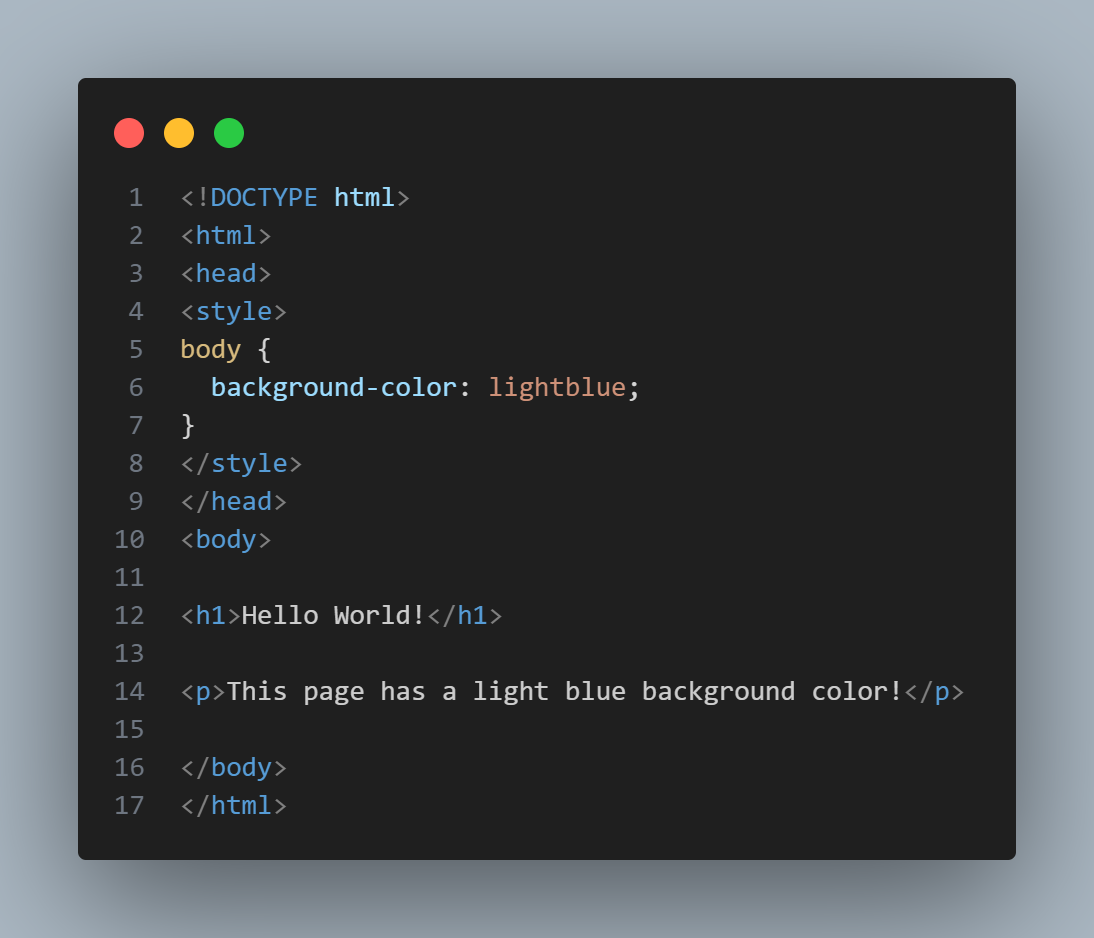 1 <!DOCTYPE html>
2 <html>
3 <head>
4 <style>
5 body {
6   background-color: lightblue;
7 }
8 </style>
9 </head>
10 <body>
11
12 <h1>Hello World!</h1>
13
14 <p>This page has a light blue background color!</p>
15
16 </body>
17 </html>